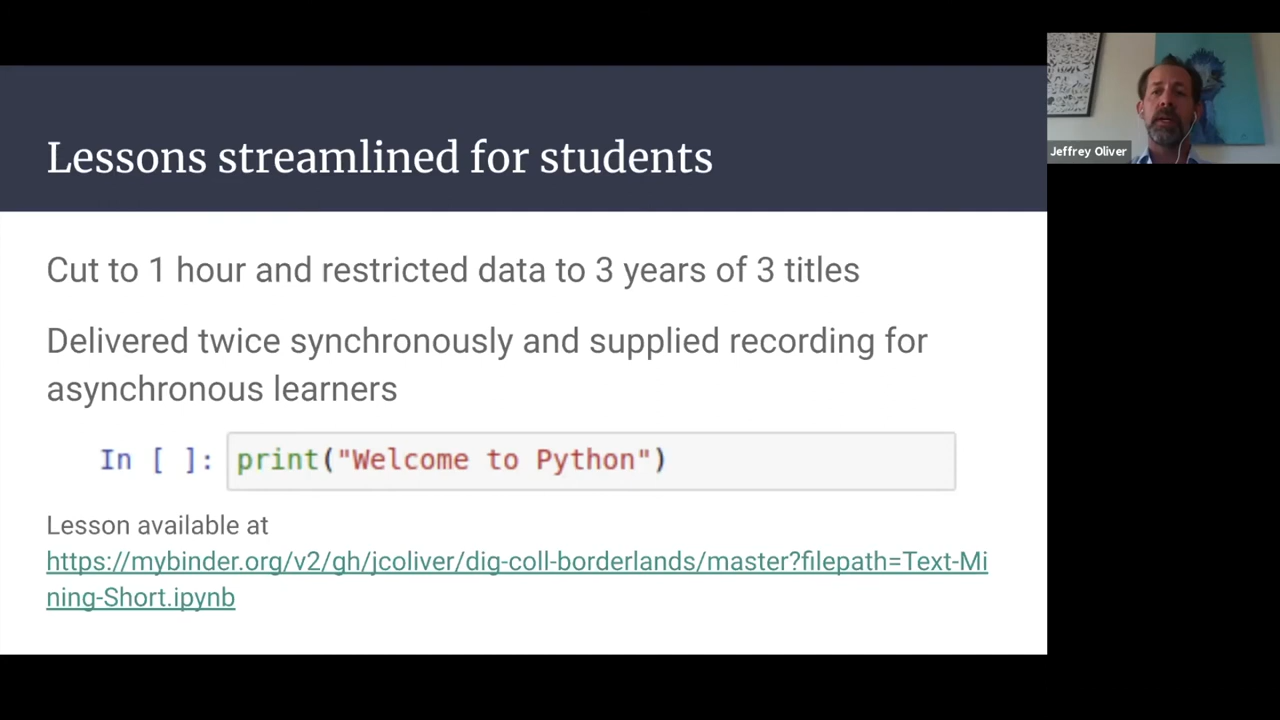 Lessons streamlined for students
Jeffrey Oliver
Cut to 1 hour and restricted data to 3 years of 3 titles
Delivered twice synchronously and supplied recording for
asynchronous learners
In [ ]: print("Welcome to Python")
Lesson available at
https://mybinder.org/v2/gh/jcoliver/dig-coll-borderlands/master?filepath=Text-Mi
ning-Short.ipynb